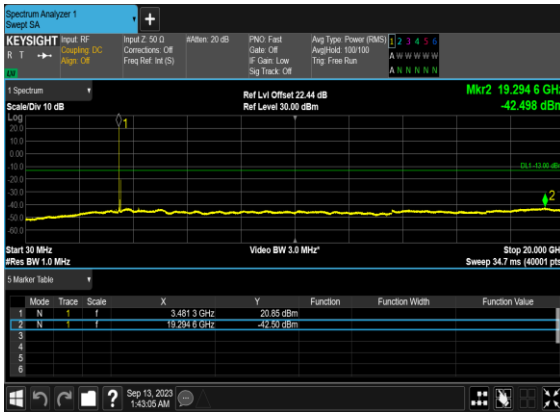 Spectrum Analyzer 1
Swept SA
+
KEYSIGHT
R T
Input: RF
Coupling: DC
Align: Off
Input Z: 50 Ω
Corrections: Off
Freq Ref: Int (S)
#Atten: 20 dB
PNO: Fast
Gate: Off
IF Gain: Low
Sig Track: Off
Avg Type: Power (RMS)
Avg|Hold: 100/100
Trig: Free Run
1 2 3 4 5 6
A W W W W W
A N N N N N
1 Spectrum
Scale/Div 10 dB
Ref Lvl Offset 22.44 dB
Ref Level 30.00 dBm
Mkr2 19.294 6 GHz
-42.498 dBm
Log
20.0
10.0
0.00
-10.0
-20.0
-30.0
-40.0
-50.0
-60.0
1
DL1 -13.00 dBm
2
Start 30 MHz
#Res BW 1.0 MHz
Video BW 3.0 MHz*
Stop 20.000 GHz
Sweep 34.7 ms (40001 pts)
5 Marker Table
Mode Trace Scale X Y Function Function Width Function Value
1 N 1 f 3.481 3 GHz 20.85 dBm
2 N 1 f 19.294 6 GHz -42.50 dBm
3
4
5
6
?
Sep 13, 2023
1:43:05 AM